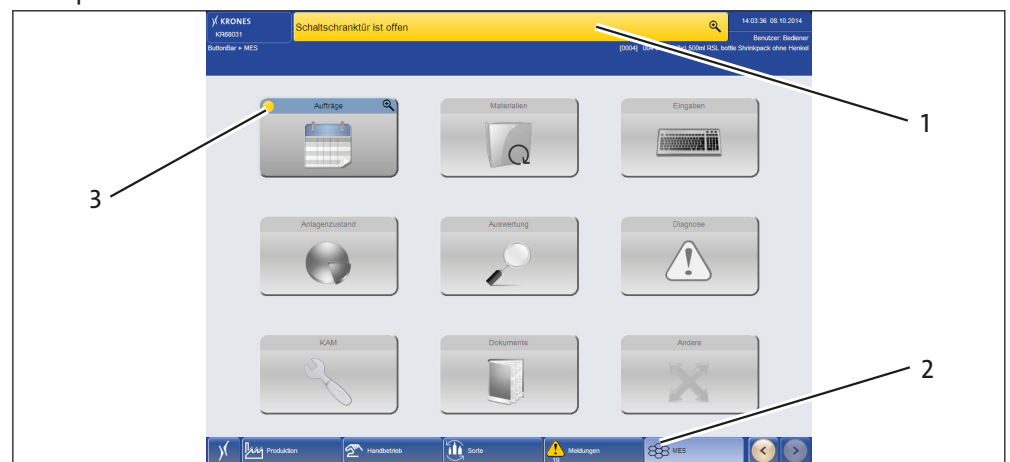 KRONES
KR68031
Schaltschranktür ist offen
14:03:36 08.10.2014
Benutzer: Bediener
ButtonBar ▸ MES
[0004] 004 500ml RSL bottle Shrinkpack ohne Henkel
1
Aufträge
Materialien
Eingaben
3
Anlagenzustand
Auswertung
Diagnose
KAM
Dokumente
Andere
2
Produktion
Handbetrieb
Sorte
Meldungen
19
MES